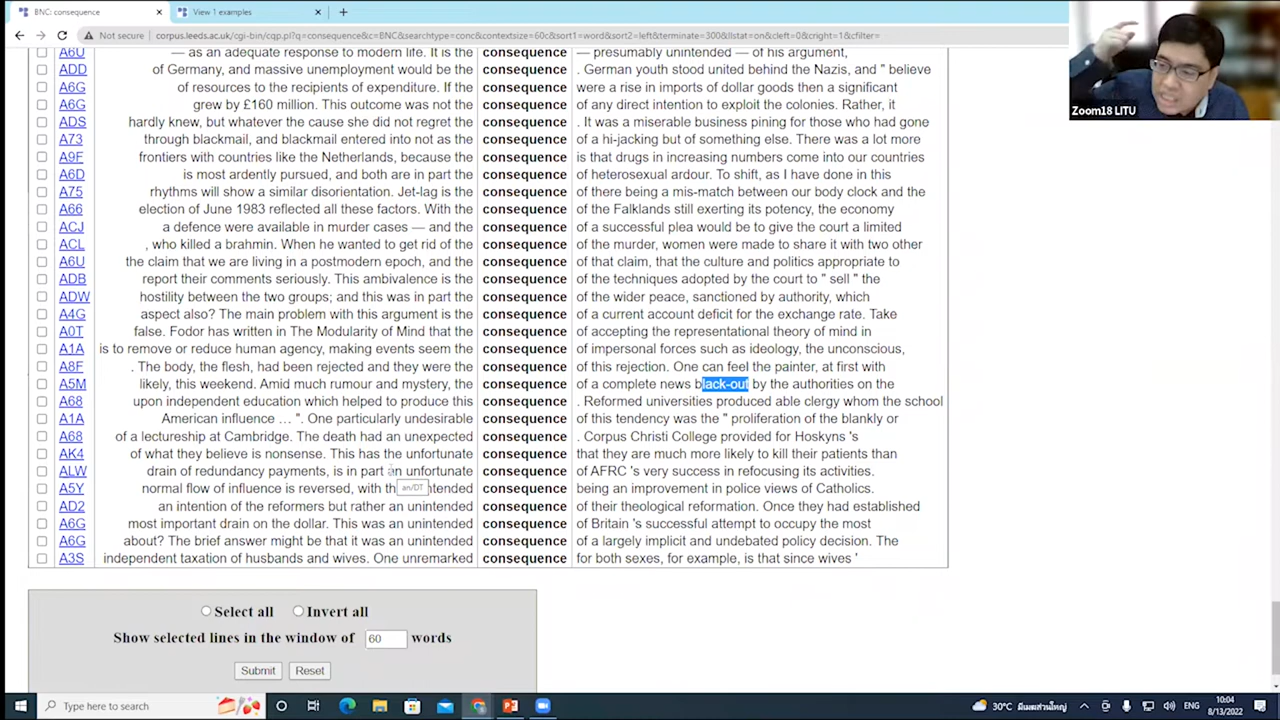 BNC: consequence
View 1 examples
Not secure
corpus.leeds.ac.uk/cgi-bin/cqp.pl?q=consequence&c=BNC&searchtype=conc&contextsize=60c&sort1=word&sort2=left&terminate=300&llstat=on&cleft=0&cright=1&cfilter=
Zoom18 LITU
A6U — as an adequate response to modern life. It is the consequence — presumably unintended — of his argument,
ADD of Germany, and massive unemployment would be the consequence . German youth stood united behind the Nazis, and " believe
A6G of resources to the recipients of expenditure. If the consequence were a rise in imports of dollar goods then a significant
A6G grew by £160 million. This outcome was not the consequence of any direct intention to exploit the colonies. Rather, it
ADS hardly knew, but whatever the cause she did not regret the consequence . It was a miserable business pining for those who had gone
A73 through blackmail, and blackmail entered into not as the consequence of a hi-jacking but of something else. There was a lot more
A9F frontiers with countries like the Netherlands, because the consequence is that drugs in increasing numbers come into our countries
A6D is most ardently pursued, and both are in part the consequence of heterosexual ardour. To shift, as I have done in this
A75 rhythms will show a similar disorientation. Jet-lag is the consequence of there being a mis-match between our body clock and the
A66 election of June 1983 reflected all these factors. With the consequence of the Falklands still exerting its potency, the economy
ACJ a defence were available in murder cases — and the consequence of a successful plea would be to give the court a limited
ACL , who killed a brahmin. When he wanted to get rid of the consequence of the murder, women were made to share it with two other
A6U the claim that we are living in a postmodern epoch, and the consequence of that claim, that the culture and politics appropriate to
ADB report their comments seriously. This ambivalence is the consequence of the techniques adopted by the court to " sell " the
ADW hostility between the two groups; and this was in part the consequence of the wider peace, sanctioned by authority, which
A4G aspect also? The main problem with this argument is the consequence of a current account deficit for the exchange rate. Take
A0T false. Fodor has written in The Modularity of Mind that the consequence of accepting the representational theory of mind in
A1A is to remove or reduce human agency, making events seem the consequence of impersonal forces such as ideology, the unconscious,
A8F . The body, the flesh, had been rejected and they were the consequence of this rejection. One can feel the painter, at first with
A5M likely, this weekend. Amid much rumour and mystery, the consequence of a complete news black-out by the authorities on the
A68 upon independent education which helped to produce this consequence . Reformed universities produced able clergy whom the school
A1A American influence … ". One particularly undesirable consequence of this tendency was the " proliferation of the blankly or
A68 of a lectureship at Cambridge. The death had an unexpected consequence . Corpus Christi College provided for Hoskyns 's
AK4 of what they believe is nonsense. This has the unfortunate consequence that they are much more likely to kill their patients than
ALW drain of redundancy payments, is in part an unfortunate consequence of AFRC 's very success in refocusing its activities.
A5Y normal flow of influence is reversed, with th tended consequence being an improvement in police views of Catholics.
an/DT
AD2 an intention of the reformers but rather an unintended consequence of their theological reformation. Once they had established
A6G most important drain on the dollar. This was an unintended consequence of Britain 's successful attempt to occupy the most
A6G about? The brief answer might be that it was an unintended consequence of a largely implicit and undebated policy decision. The
A3S independent taxation of husbands and wives. One unremarked consequence for both sexes, for example, is that since wives '
Select all Invert all
Show selected lines in the window of 60 words
Submit Reset
Type here to search
30°C มีเมฆส่วนใหญ่ ENG
10:04
8/13/2022